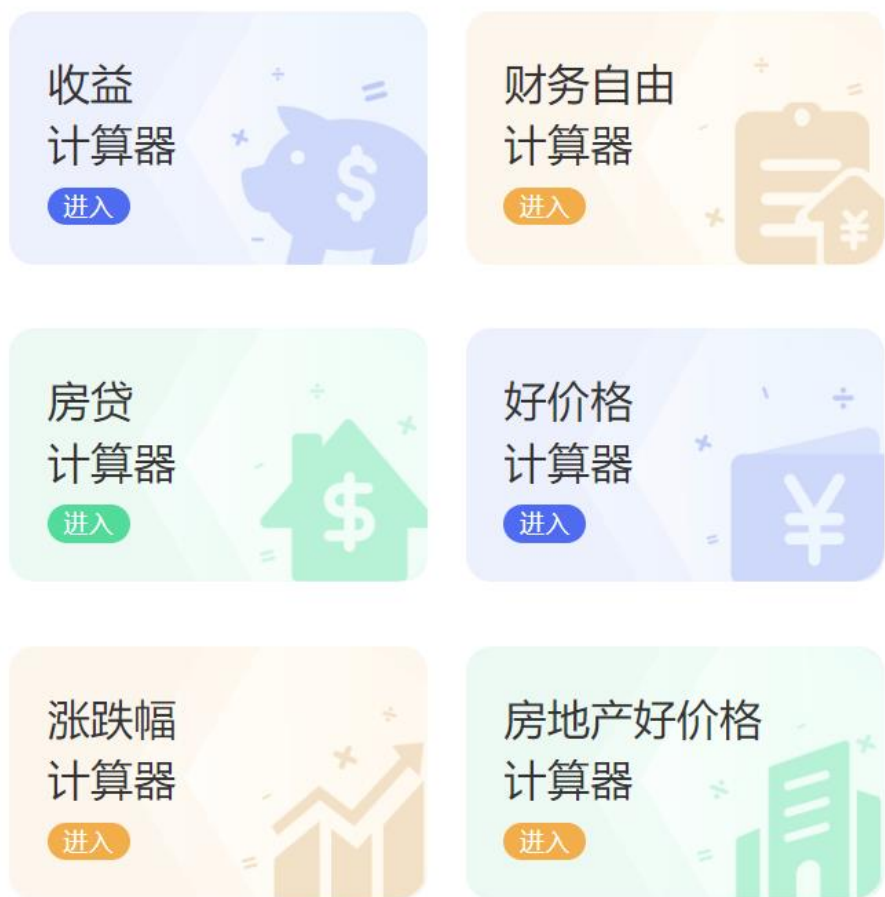 收益
计算器
进入
财务自由
计算器
进入
房贷
计算器
进入
好价格
计算器
进入
涨跌幅
计算器
进入
房地产好价格
计算器
进入